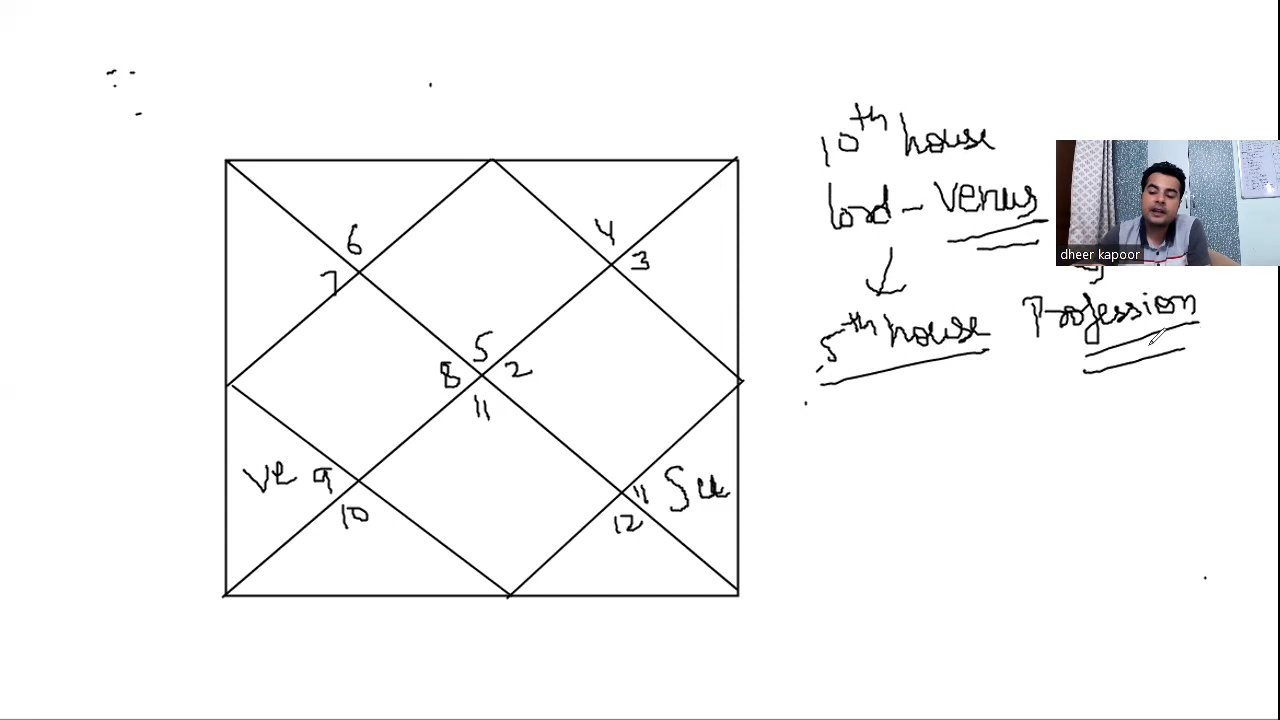 10th house
lord - venus
5th house Profession
dheer kapoor
6 4
7 3
5
8 2
11
Ve 9 11 Su
10 12